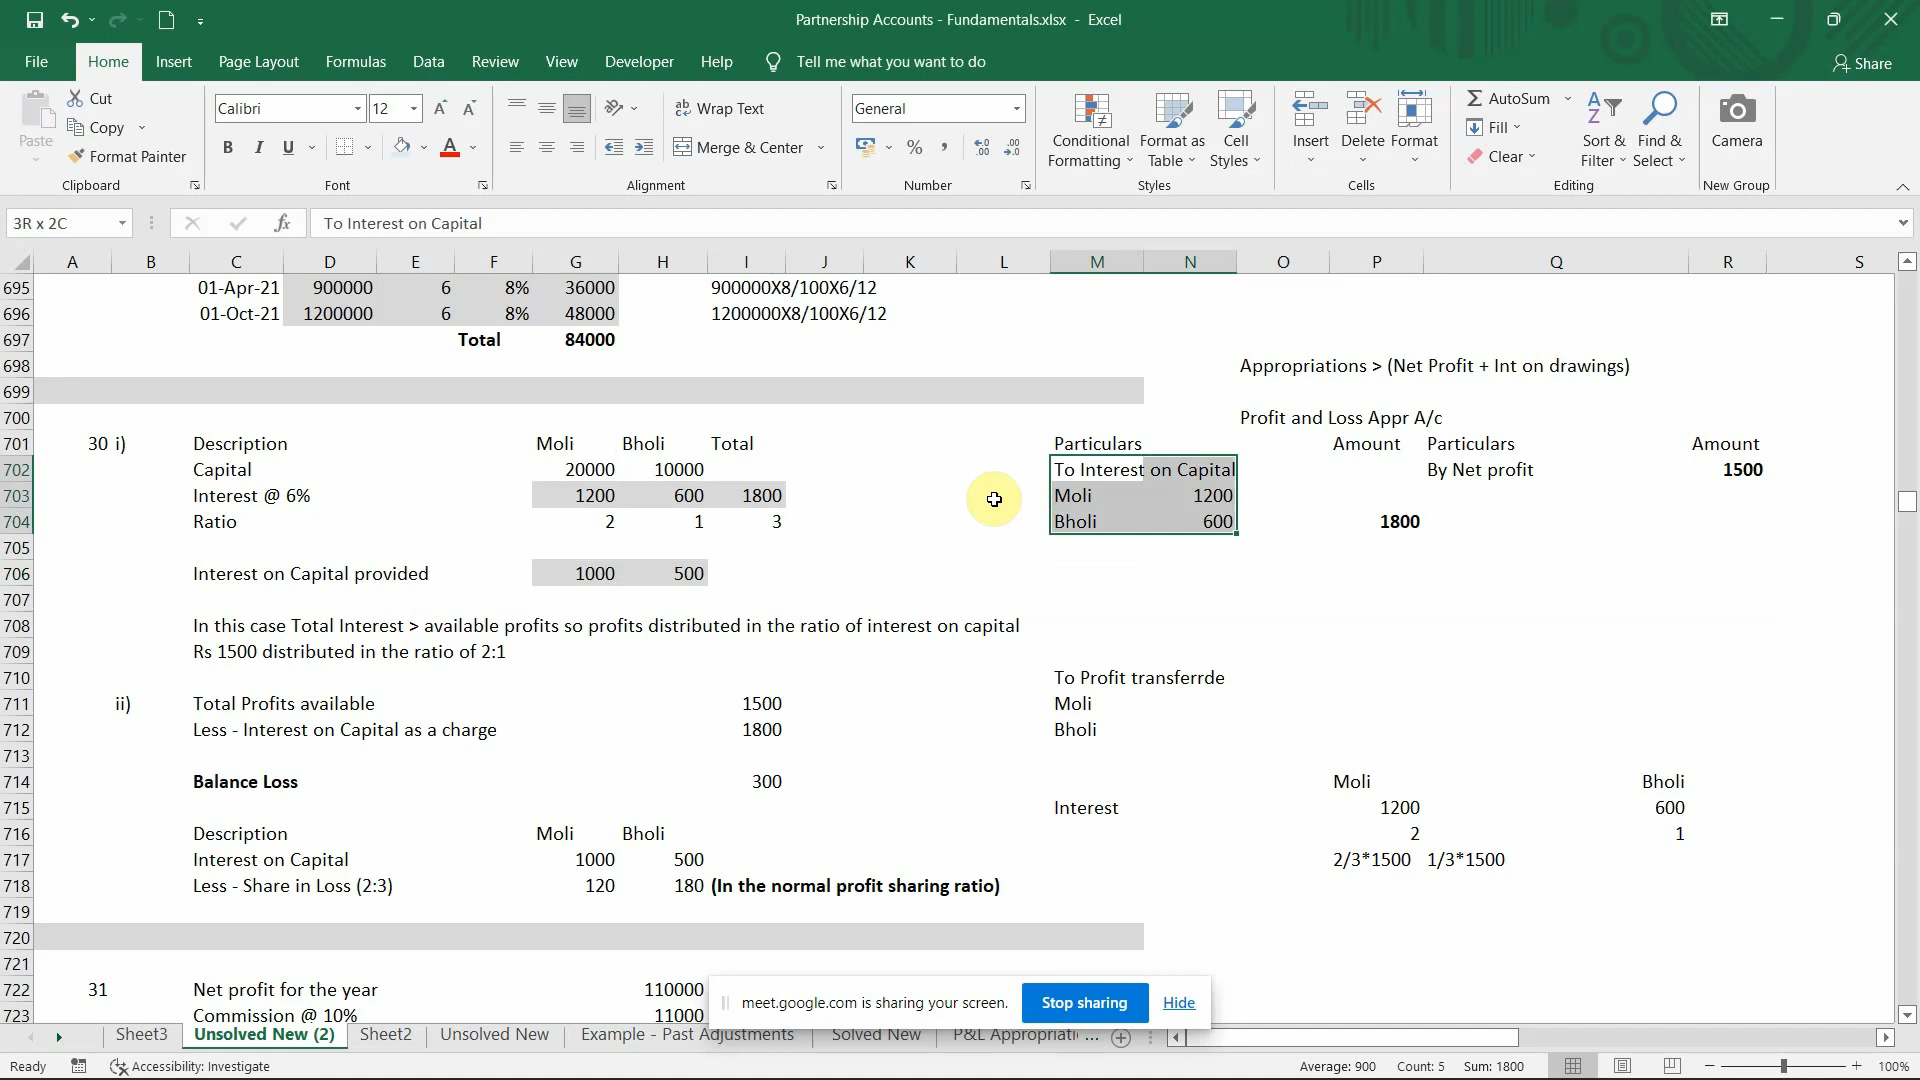 Partnership Accounts - Fundamentals.xlsx - Excel
File Home Insert Page Layout Formulas Data Review View Developer Help Tell me what you want to do Share
Paste Cut Copy Format Painter Clipboard
Calibri 12 B I U A Font
Wrap Text Merge & Center Alignment
General % , Number
Conditional Formatting Format as Table Cell Styles Styles
Insert Delete Format Cells
AutoSum Fill Clear Sort & Filter Find & Select Editing
Camera New Group
3R x 2C fx To Interest on Capital
A B C D E F G H I J K L M N O P Q R S
695 01-Apr-21 900000 6 8% 36000 900000X8/100X6/12
696 01-Oct-21 1200000 6 8% 48000 1200000X8/100X6/12
697 Total 84000
698 Appropriations > (Net Profit + Int on drawings)
699
700 Profit and Loss Appr A/c
701 30 i) Description Moli Bholi Total Particulars Amount Particulars Amount
702 Capital 20000 10000 To Interest on Capital By Net profit 1500
703 Interest @ 6% 1200 600 1800 Moli 1200
704 Ratio 2 1 3 Bholi 600 1800
705
706 Interest on Capital provided 1000 500
707
708 In this case Total Interest > available profits so profits distributed in the ratio of interest on capital
709 Rs 1500 distributed in the ratio of 2:1
710 To Profit transferrde
711 ii) Total Profits available 1500 Moli
712 Less - Interest on Capital as a charge 1800 Bholi
713
714 Balance Loss 300 Moli Bholi
715 Interest 1200 600
716 Description Moli Bholi 2 1
717 Interest on Capital 1000 500 2/3*1500 1/3*1500
718 Less - Share in Loss (2:3) 120 180 (In the normal profit sharing ratio)
719
720
721
722 31 Net profit for the year 110000
723 Commission @ 10% 11000
meet.google.com is sharing your screen. Stop sharing Hide
Sheet3 Unsolved New (2) Sheet2 Unsolved New Example - Past Adjustments Solved New P&L Appropriati ...
Ready Accessibility: Investigate Average: 900 Count: 5 Sum: 1800 100%